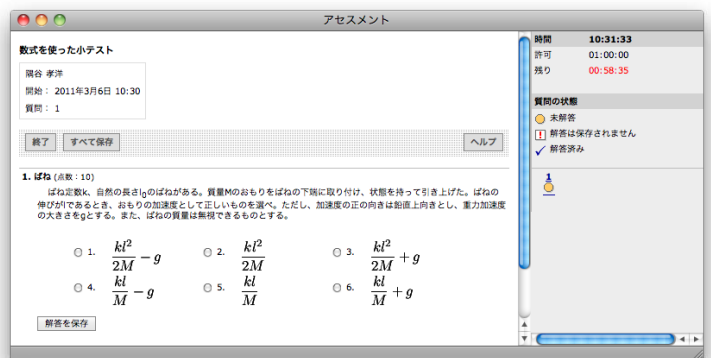 アセスメント
数式を使った小テスト
隅谷 孝洋
開始： 2011年3月6日 10:30
質問： 1
終了 すべて保存 ヘルプ
1. ばね (点数：10)
ばね定数k、自然の長さl₀のばねがある。質量Mのおもりをばねの下端に取り付け、状態を持って引き上げた。ばねの
伸びがlであるとき、おもりの加速度として正しいものを選べ。ただし、加速度の正の向きは鉛直上向きとし、重力加速度
の大きさをgとする。また、ばねの質量は無視できるものとする。
1. kl²/2M − g 2. kl²/2M 3. kl²/2M + g
4. kl/M − g 5. kl/M 6. kl/M + g
解答を保存
時間 10:31:33
許可 01:00:00
残り 00:58:35
質問の状態
未解答
! 解答は保存されません
解答済み
1